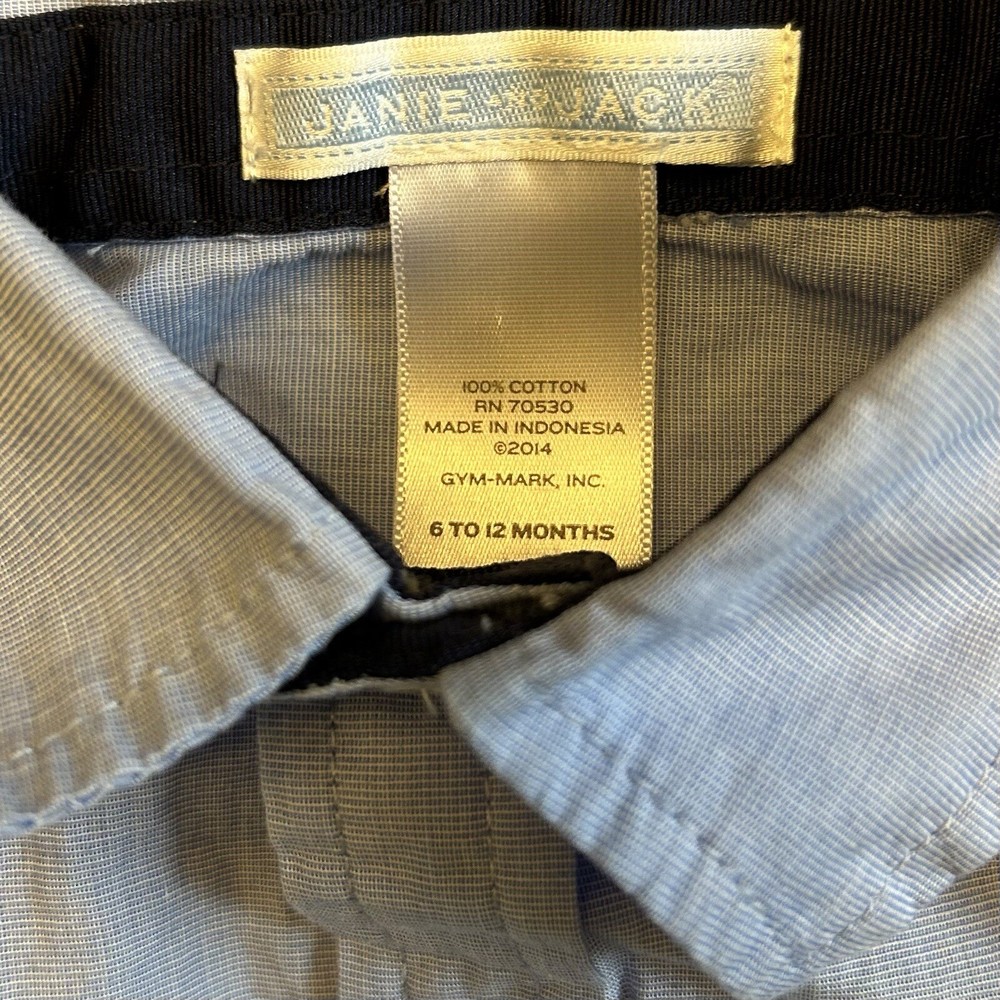 JANIE AND JACK
100% COTTON
RN 70530
MADE IN INDONESIA
©2014
GYM-MARK, INC.
6 TO 12 MONTHS